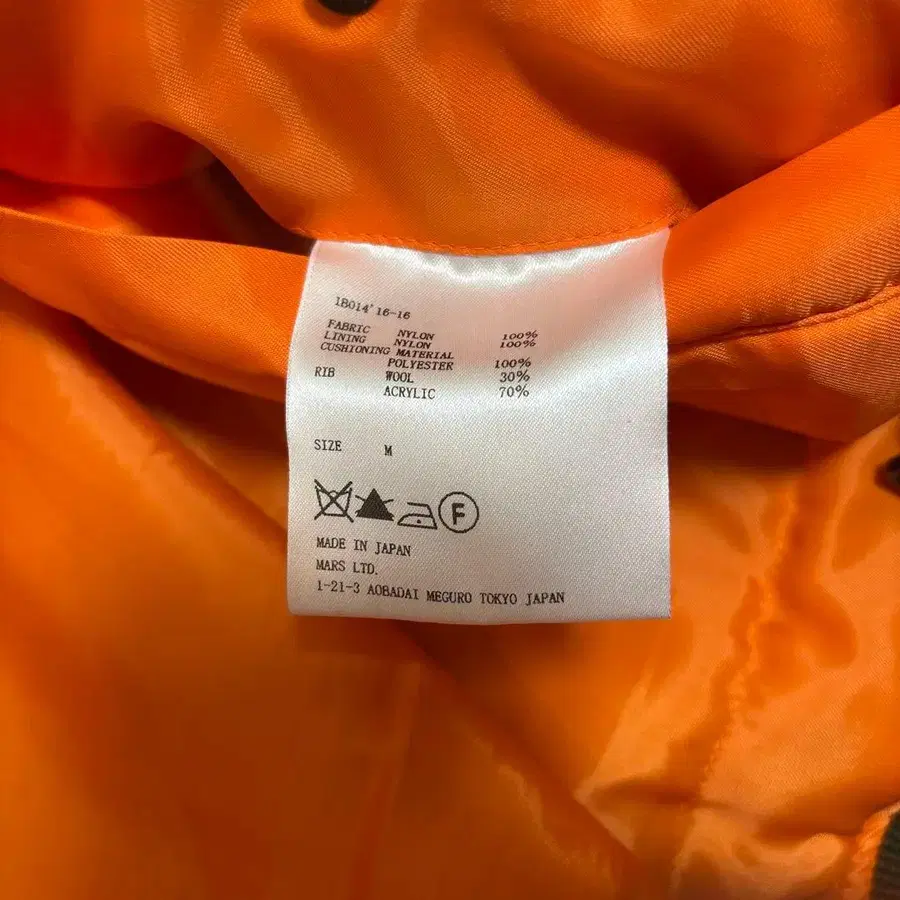 1B014'16-16
FABRIC NYLON 100%
LINING NYLON 100%
CUSHIONING MATERIAL
POLYESTER 100%
RIB WOOL 30%
ACRYLIC 70%
SIZE M
F
MADE IN JAPAN
MARS LTD.
1-21-3 AOBADAI MEGURO TOKYO JAPAN